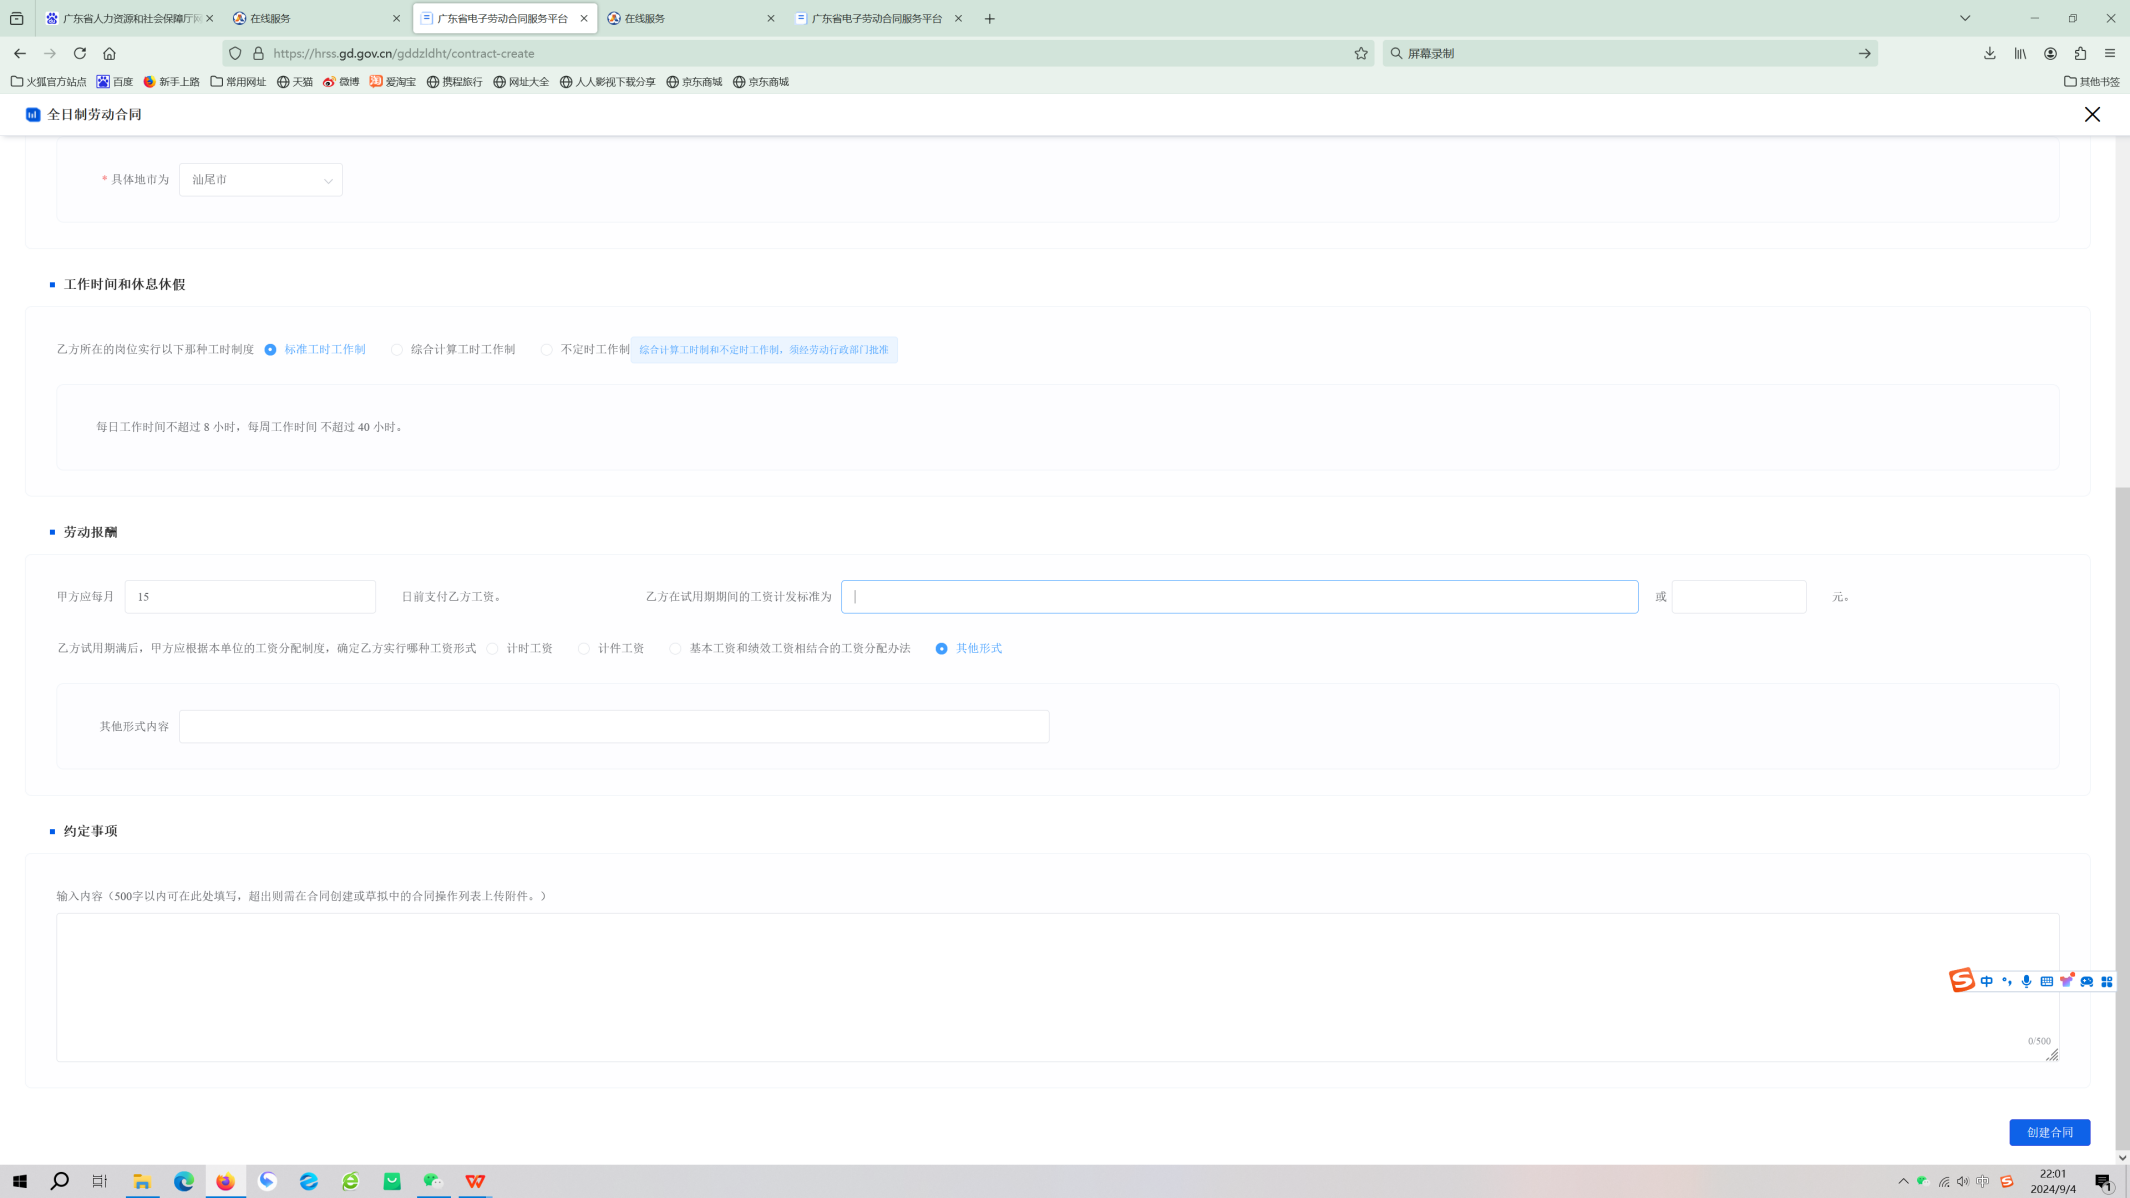 广东省人力资源和社会保障厅网
在线服务
广东省电子劳动合同服务平台
在线服务
广东省电子劳动合同服务平台
https://hrss.gd.gov.cn/gddzldht/contract-create
屏幕录制
火狐官方站点 百度 新手上路 常用网址 天猫 微博 爱淘宝 携程旅行 网址大全 人人影视下载分享 京东商城 京东商城 其他书签
全日制劳动合同
* 具体地市为 汕尾市
工作时间和休息休假
乙方所在的岗位实行以下那种工时制度 标准工时工作制 综合计算工时工作制 不定时工作制 综合计算工时制和不定时工作制，须经劳动行政部门批准
每日工作时间不超过 8 小时，每周工作时间 不超过 40 小时。
劳动报酬
甲方应每月 15 日前支付乙方工资。 乙方在试用期期间的工资计发标准为 或 元。
乙方试用期满后，甲方应根据本单位的工资分配制度，确定乙方实行哪种工资形式 计时工资 计件工资 基本工资和绩效工资相结合的工资分配办法 其他形式
其他形式内容
约定事项
输入内容（500字以内可在此处填写，超出则需在合同创建或草拟中的合同操作列表上传附件。）
中
0/500
创建合同
中
22:01
2024/9/4
1